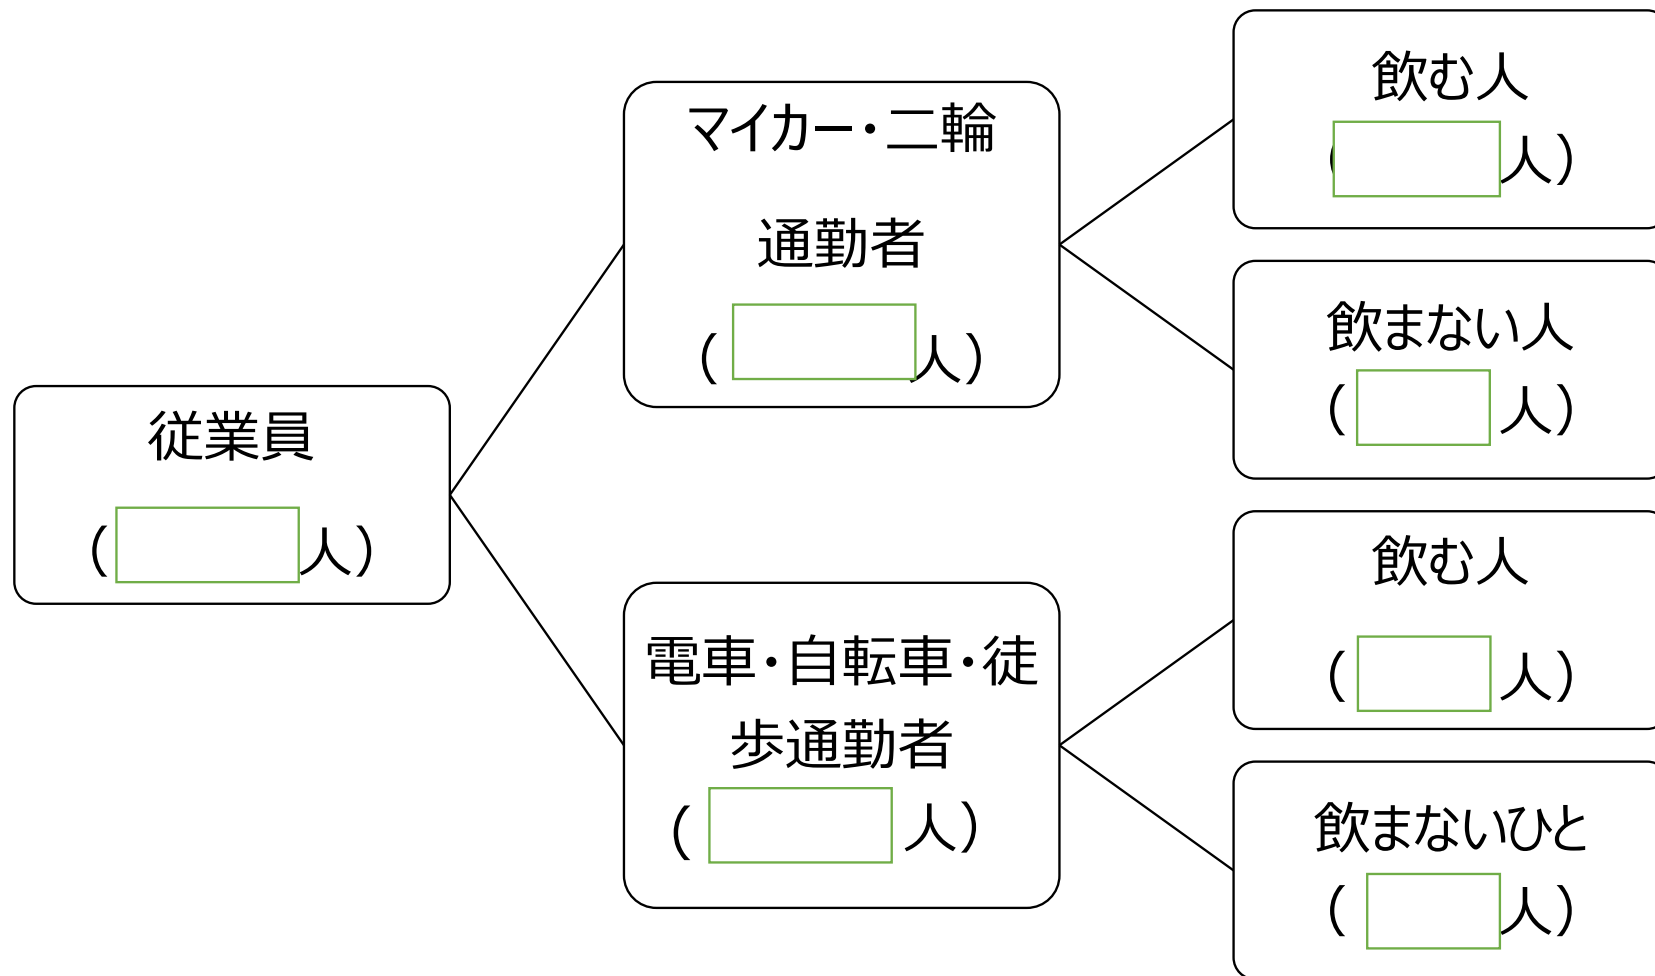 従業員
( 人)
マイカー・二輪
通勤者
( 人)
電車・自転車・徒
歩通勤者
( 人)
飲む人
( 人)
飲まない人
( 人)
飲む人
( 人)
飲まないひと
( 人)